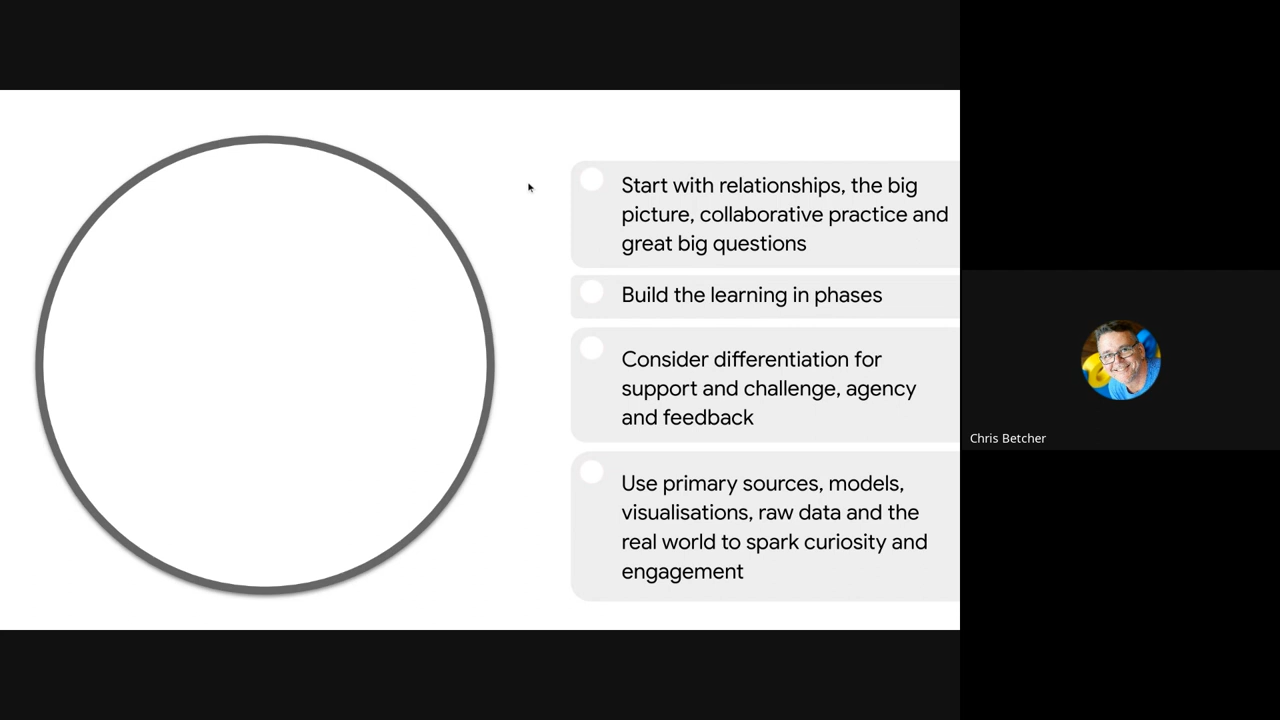 Start with relationships, the big
picture, collaborative practice and
great big questions
Build the learning in phases
Consider differentiation for
support and challenge, agency
and feedback
Use primary sources, models,
visualisations, raw data and the
real world to spark curiosity and
engagement
Chris Betcher